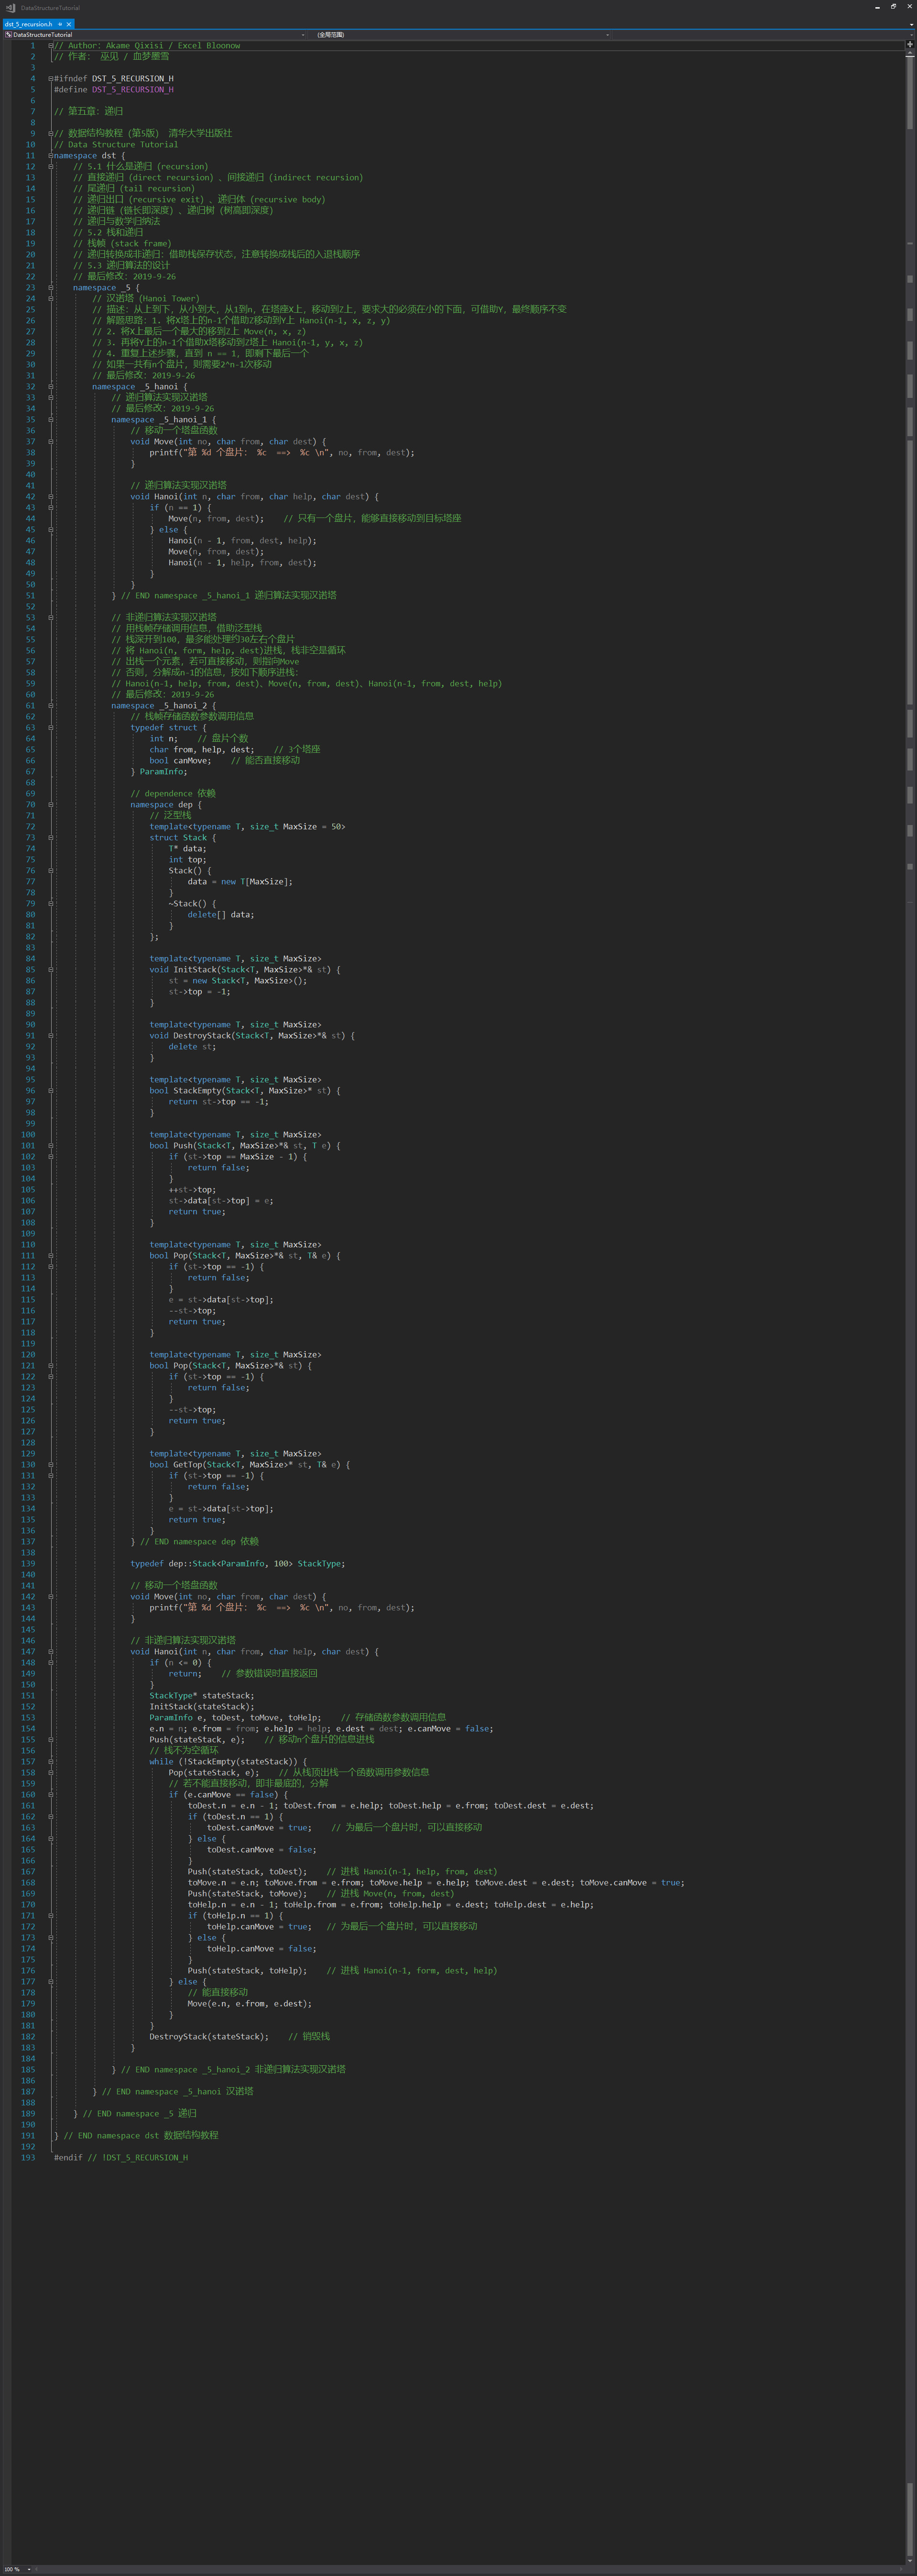 DataStructureTutorial
dst_5_recursion.h
DataStructureTutorial (全局范围)
1 // Author: Akame Qixisi / Excel Bloonow
2 // 作者: 巫见 / 血梦墨雪
3
4 #ifndef DST_5_RECURSION_H
5 #define DST_5_RECURSION_H
6
7 // 第五章：递归
8
9 // 数据结构教程 (第5版) 清华大学出版社
10 // Data Structure Tutorial
11 namespace dst {
12 // 5.1 什么是递归 (recursion)
13 // 直接递归 (direct recursion) 、间接递归 (indirect recursion)
14 // 尾递归 (tail recursion)
15 // 递归出口 (recursive exit) 、递归体 (recursive body)
16 // 递归链 (链长即深度) 、递归树 (树高即深度)
17 // 递归与数学归纳法
18 // 5.2 栈和递归
19 // 栈帧 (stack frame)
20 // 递归转换成非递归：借助栈保存状态，注意转换成栈后的入退栈顺序
21 // 5.3 递归算法的设计
22 // 最后修改：2019-9-26
23 namespace _5 {
24 // 汉诺塔 (Hanoi Tower)
25 // 描述：从上到下，从小到大，从1到n，在塔座X上，移动到Z上，要求大的必须在小的下面，可借助Y，最终顺序不变
26 // 解题思路：1. 将X塔上的n-1个借助Z移动到Y上 Hanoi(n-1, x, z, y)
27 // 2. 将X上最后一个最大的移到Z上 Move(n, x, z)
28 // 3. 再将Y上的n-1个借助X塔移动到Z塔上 Hanoi(n-1, y, x, z)
29 // 4. 重复上述步骤，直到 n == 1，即剩下最后一个
30 // 如果一共有n个盘片，则需要2^n-1次移动
31 // 最后修改：2019-9-26
32 namespace _5_hanoi {
33 // 递归算法实现汉诺塔
34 // 最后修改：2019-9-26
35 namespace _5_hanoi_1 {
36 // 移动一个塔盘函数
37 void Move(int no, char from, char dest) {
38 printf("第 %d 个盘片： %c ==> %c \n", no, from, dest);
39 }
40
41 // 递归算法实现汉诺塔
42 void Hanoi(int n, char from, char help, char dest) {
43 if (n == 1) {
44 Move(n, from, dest); // 只有一个盘片，能够直接移动到目标塔座
45 } else {
46 Hanoi(n - 1, from, dest, help);
47 Move(n, from, dest);
48 Hanoi(n - 1, help, from, dest);
49 }
50 }
51 } // END namespace _5_hanoi_1 递归算法实现汉诺塔
52
53 // 非递归算法实现汉诺塔
54 // 用栈帧存储调用信息，借助泛型栈
55 // 栈深开到100，最多能处理约30左右个盘片
56 // 将 Hanoi(n, form, help, dest)进栈，栈非空是循环
57 // 出栈一个元素，若可直接移动，则指向Move
58 // 否则，分解成n-1的信息，按如下顺序进栈：
59 // Hanoi(n-1, help, from, dest)、Move(n, from, dest)、Hanoi(n-1, from, dest, help)
60 // 最后修改：2019-9-26
61 namespace _5_hanoi_2 {
62 // 栈帧存储函数参数调用信息
63 typedef struct {
64 int n; // 盘片个数
65 char from, help, dest; // 3个塔座
66 bool canMove; // 能否直接移动
67 } ParamInfo;
68
69 // dependence 依赖
70 namespace dep {
71 // 泛型栈
72 template<typename T, size_t MaxSize = 50>
73 struct Stack {
74 T* data;
75 int top;
76 Stack() {
77 data = new T[MaxSize];
78 }
79 ~Stack() {
80 delete[] data;
81 }
82 };
83
84 template<typename T, size_t MaxSize>
85 void InitStack(Stack<T, MaxSize>*& st) {
86 st = new Stack<T, MaxSize>();
87 st->top = -1;
88 }
89
90 template<typename T, size_t MaxSize>
91 void DestroyStack(Stack<T, MaxSize>*& st) {
92 delete st;
93 }
94
95 template<typename T, size_t MaxSize>
96 bool StackEmpty(Stack<T, MaxSize>* st) {
97 return st->top == -1;
98 }
99
100 template<typename T, size_t MaxSize>
101 bool Push(Stack<T, MaxSize>*& st, T e) {
102 if (st->top == MaxSize - 1) {
103 return false;
104 }
105 ++st->top;
106 st->data[st->top] = e;
107 return true;
108 }
109
110 template<typename T, size_t MaxSize>
111 bool Pop(Stack<T, MaxSize>*& st, T& e) {
112 if (st->top == -1) {
113 return false;
114 }
115 e = st->data[st->top];
116 --st->top;
117 return true;
118 }
119
120 template<typename T, size_t MaxSize>
121 bool Pop(Stack<T, MaxSize>*& st) {
122 if (st->top == -1) {
123 return false;
124 }
125 --st->top;
126 return true;
127 }
128
129 template<typename T, size_t MaxSize>
130 bool GetTop(Stack<T, MaxSize>* st, T& e) {
131 if (st->top == -1) {
132 return false;
133 }
134 e = st->data[st->top];
135 return true;
136 }
137 } // END namespace dep 依赖
138
139 typedef dep::Stack<ParamInfo, 100> StackType;
140
141 // 移动一个塔盘函数
142 void Move(int no, char from, char dest) {
143 printf("第 %d 个盘片： %c ==> %c \n", no, from, dest);
144 }
145
146 // 非递归算法实现汉诺塔
147 void Hanoi(int n, char from, char help, char dest) {
148 if (n <= 0) {
149 return; // 参数错误时直接返回
150 }
151 StackType* stateStack;
152 InitStack(stateStack);
153 ParamInfo e, toDest, toMove, toHelp; // 存储函数参数调用信息
154 e.n = n; e.from = from; e.help = help; e.dest = dest; e.canMove = false;
155 Push(stateStack, e); // 移动n个盘片的信息进栈
156 // 栈不为空循环
157 while (!StackEmpty(stateStack)) {
158 Pop(stateStack, e); // 从栈顶出栈一个函数调用参数信息
159 // 若不能直接移动，即非最底的，分解
160 if (e.canMove == false) {
161 toDest.n = e.n - 1; toDest.from = e.help; toDest.help = e.from; toDest.dest = e.dest;
162 if (toDest.n == 1) {
163 toDest.canMove = true; // 为最后一个盘片时，可以直接移动
164 } else {
165 toDest.canMove = false;
166 }
167 Push(stateStack, toDest); // 进栈 Hanoi(n-1, help, from, dest)
168 toMove.n = e.n; toMove.from = e.from; toMove.help = e.help; toMove.dest = e.dest; toMove.canMove = true;
169 Push(stateStack, toMove); // 进栈 Move(n, from, dest)
170 toHelp.n = e.n - 1; toHelp.from = e.from; toHelp.help = e.dest; toHelp.dest = e.help;
171 if (toHelp.n == 1) {
172 toHelp.canMove = true; // 为最后一个盘片时，可以直接移动
173 } else {
174 toHelp.canMove = false;
175 }
176 Push(stateStack, toHelp); // 进栈 Hanoi(n-1, form, dest, help)
177 } else {
178 // 能直接移动
179 Move(e.n, e.from, e.dest);
180 }
181 }
182 DestroyStack(stateStack); // 销毁栈
183 }
184
185 } // END namespace _5_hanoi_2 非递归算法实现汉诺塔
186
187 } // END namespace _5_hanoi 汉诺塔
188
189 } // END namespace _5 递归
190
191 } // END namespace dst 数据结构教程
192
193 #endif // !DST_5_RECURSION_H
100 %